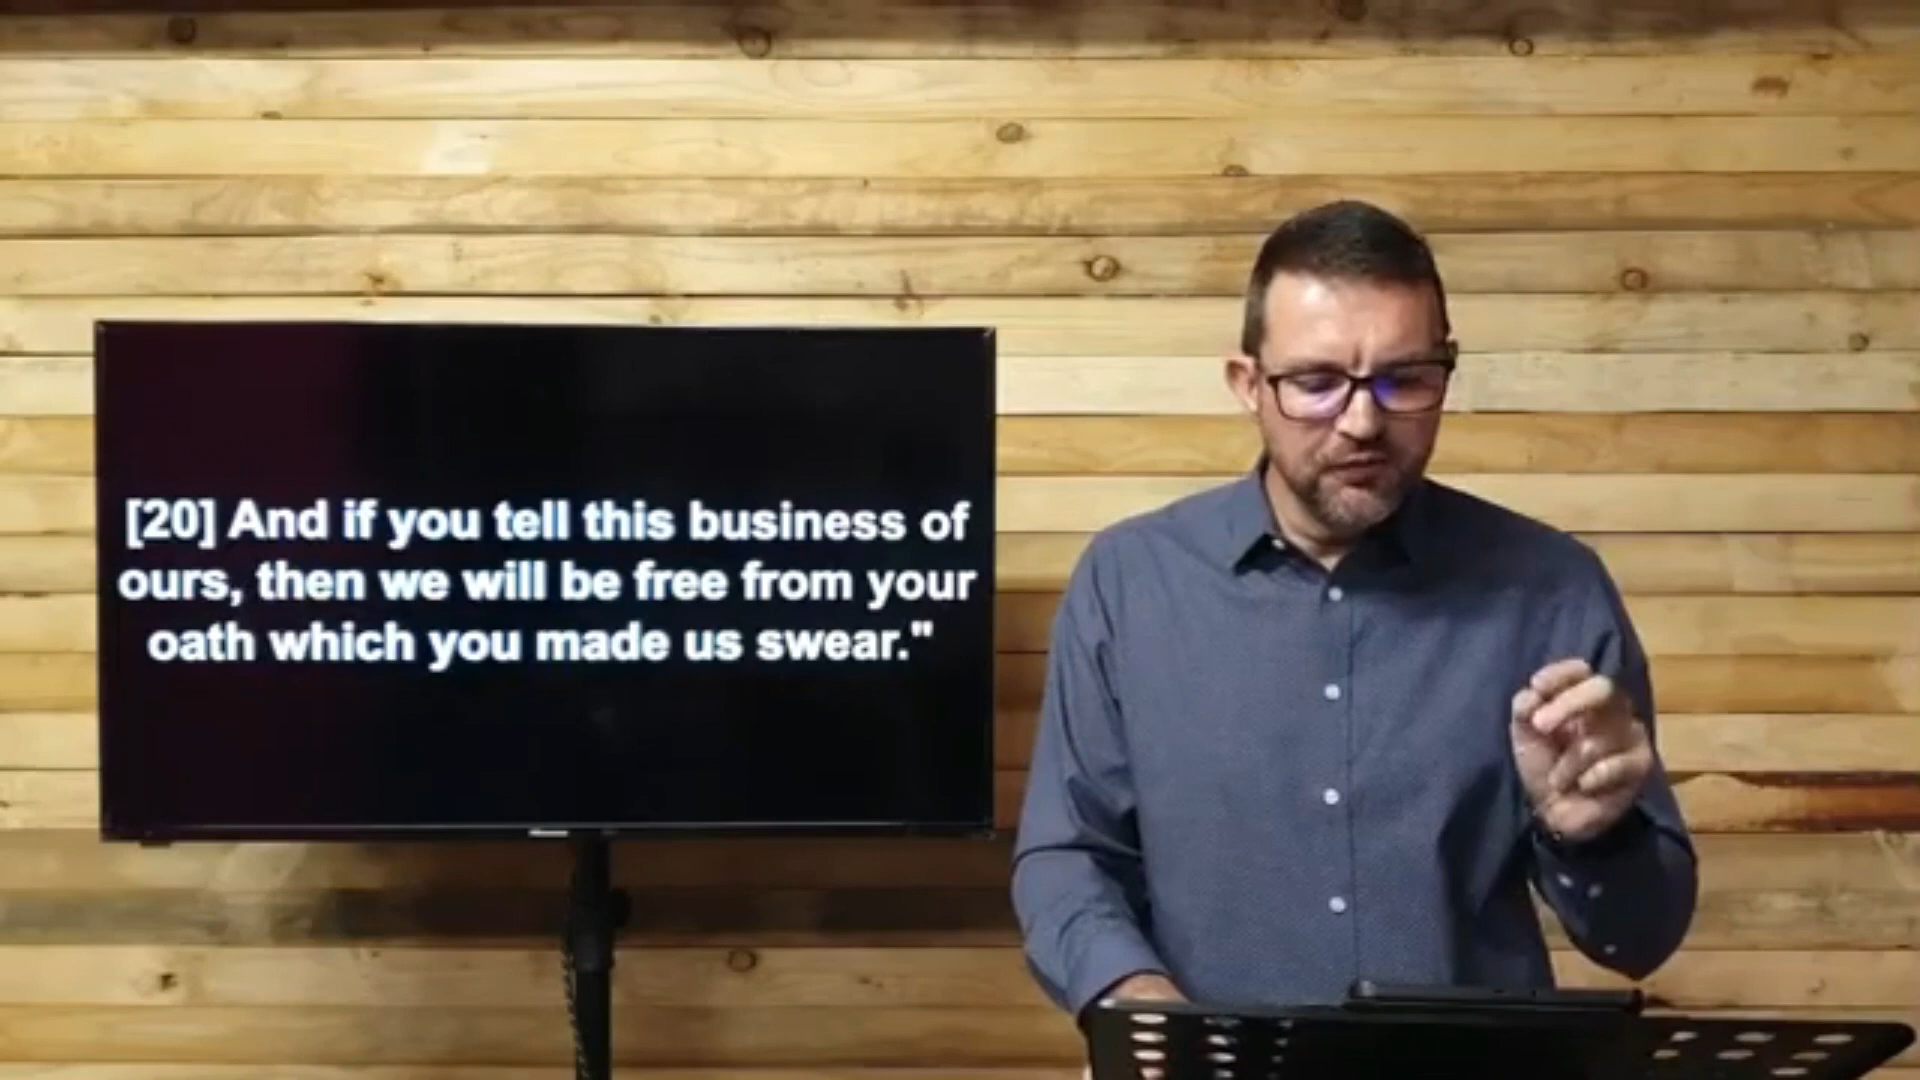 [20] And if you tell this business of
ours, then we will be free from your
oath which you made us swear."